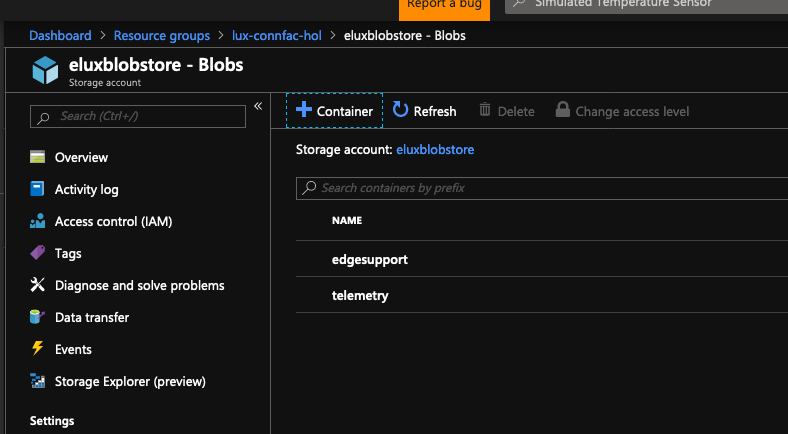 Report a bug
Simulated Temperature Sensor
Dashboard > Resource groups > lux-connfac-hol > eluxblobstore - Blobs
eluxblobstore - Blobs
Storage account
Search (Ctrl+/)
«
Overview
Activity log
Access control (IAM)
Tags
Diagnose and solve problems
Data transfer
Events
Storage Explorer (preview)
Settings
+ Container Refresh Delete Change access level
Storage account: eluxblobstore
Search containers by prefix
NAME
edgesupport
telemetry